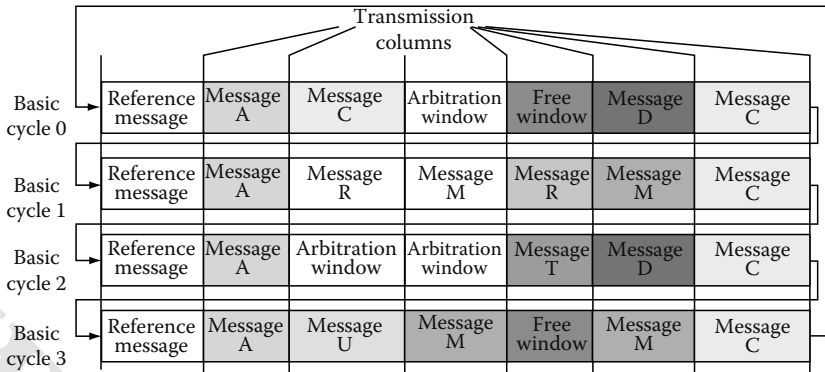 Transmission
columns
Basic
cycle 0
Reference
message
Message
A
Message
C
Arbitration
window
Free
window
Message
D
Message
C
Basic
cycle 1
Reference
message
Message
A
Message
R
Message
M
Message
R
Message
M
Message
C
Basic
cycle 2
Reference
message
Message
A
Arbitration
window
Arbitration
window
Message
T
Message
D
Message
C
Basic
cycle 3
Reference
message
Message
A
Message
U
Message
M
Free
window
Message
M
Message
C